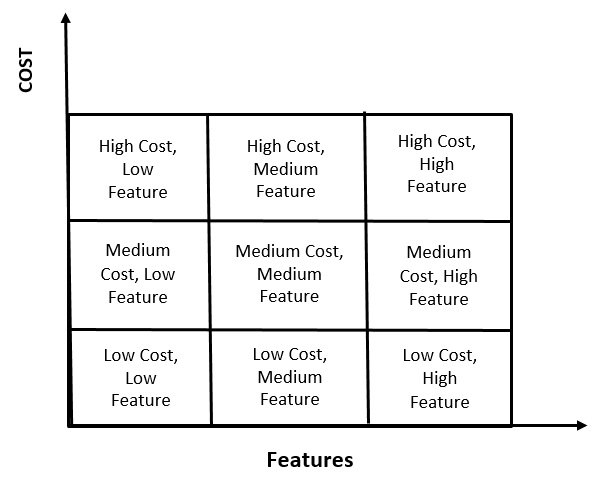 COST
High Cost,
Low
Feature
High Cost,
Medium
Feature
High Cost,
High
Feature
Medium
Cost, Low
Feature
Medium Cost,
Medium
Feature
Medium
Cost, High
Feature
Low Cost,
Low
Feature
Low Cost,
Medium
Feature
Low Cost,
High
Feature
Features